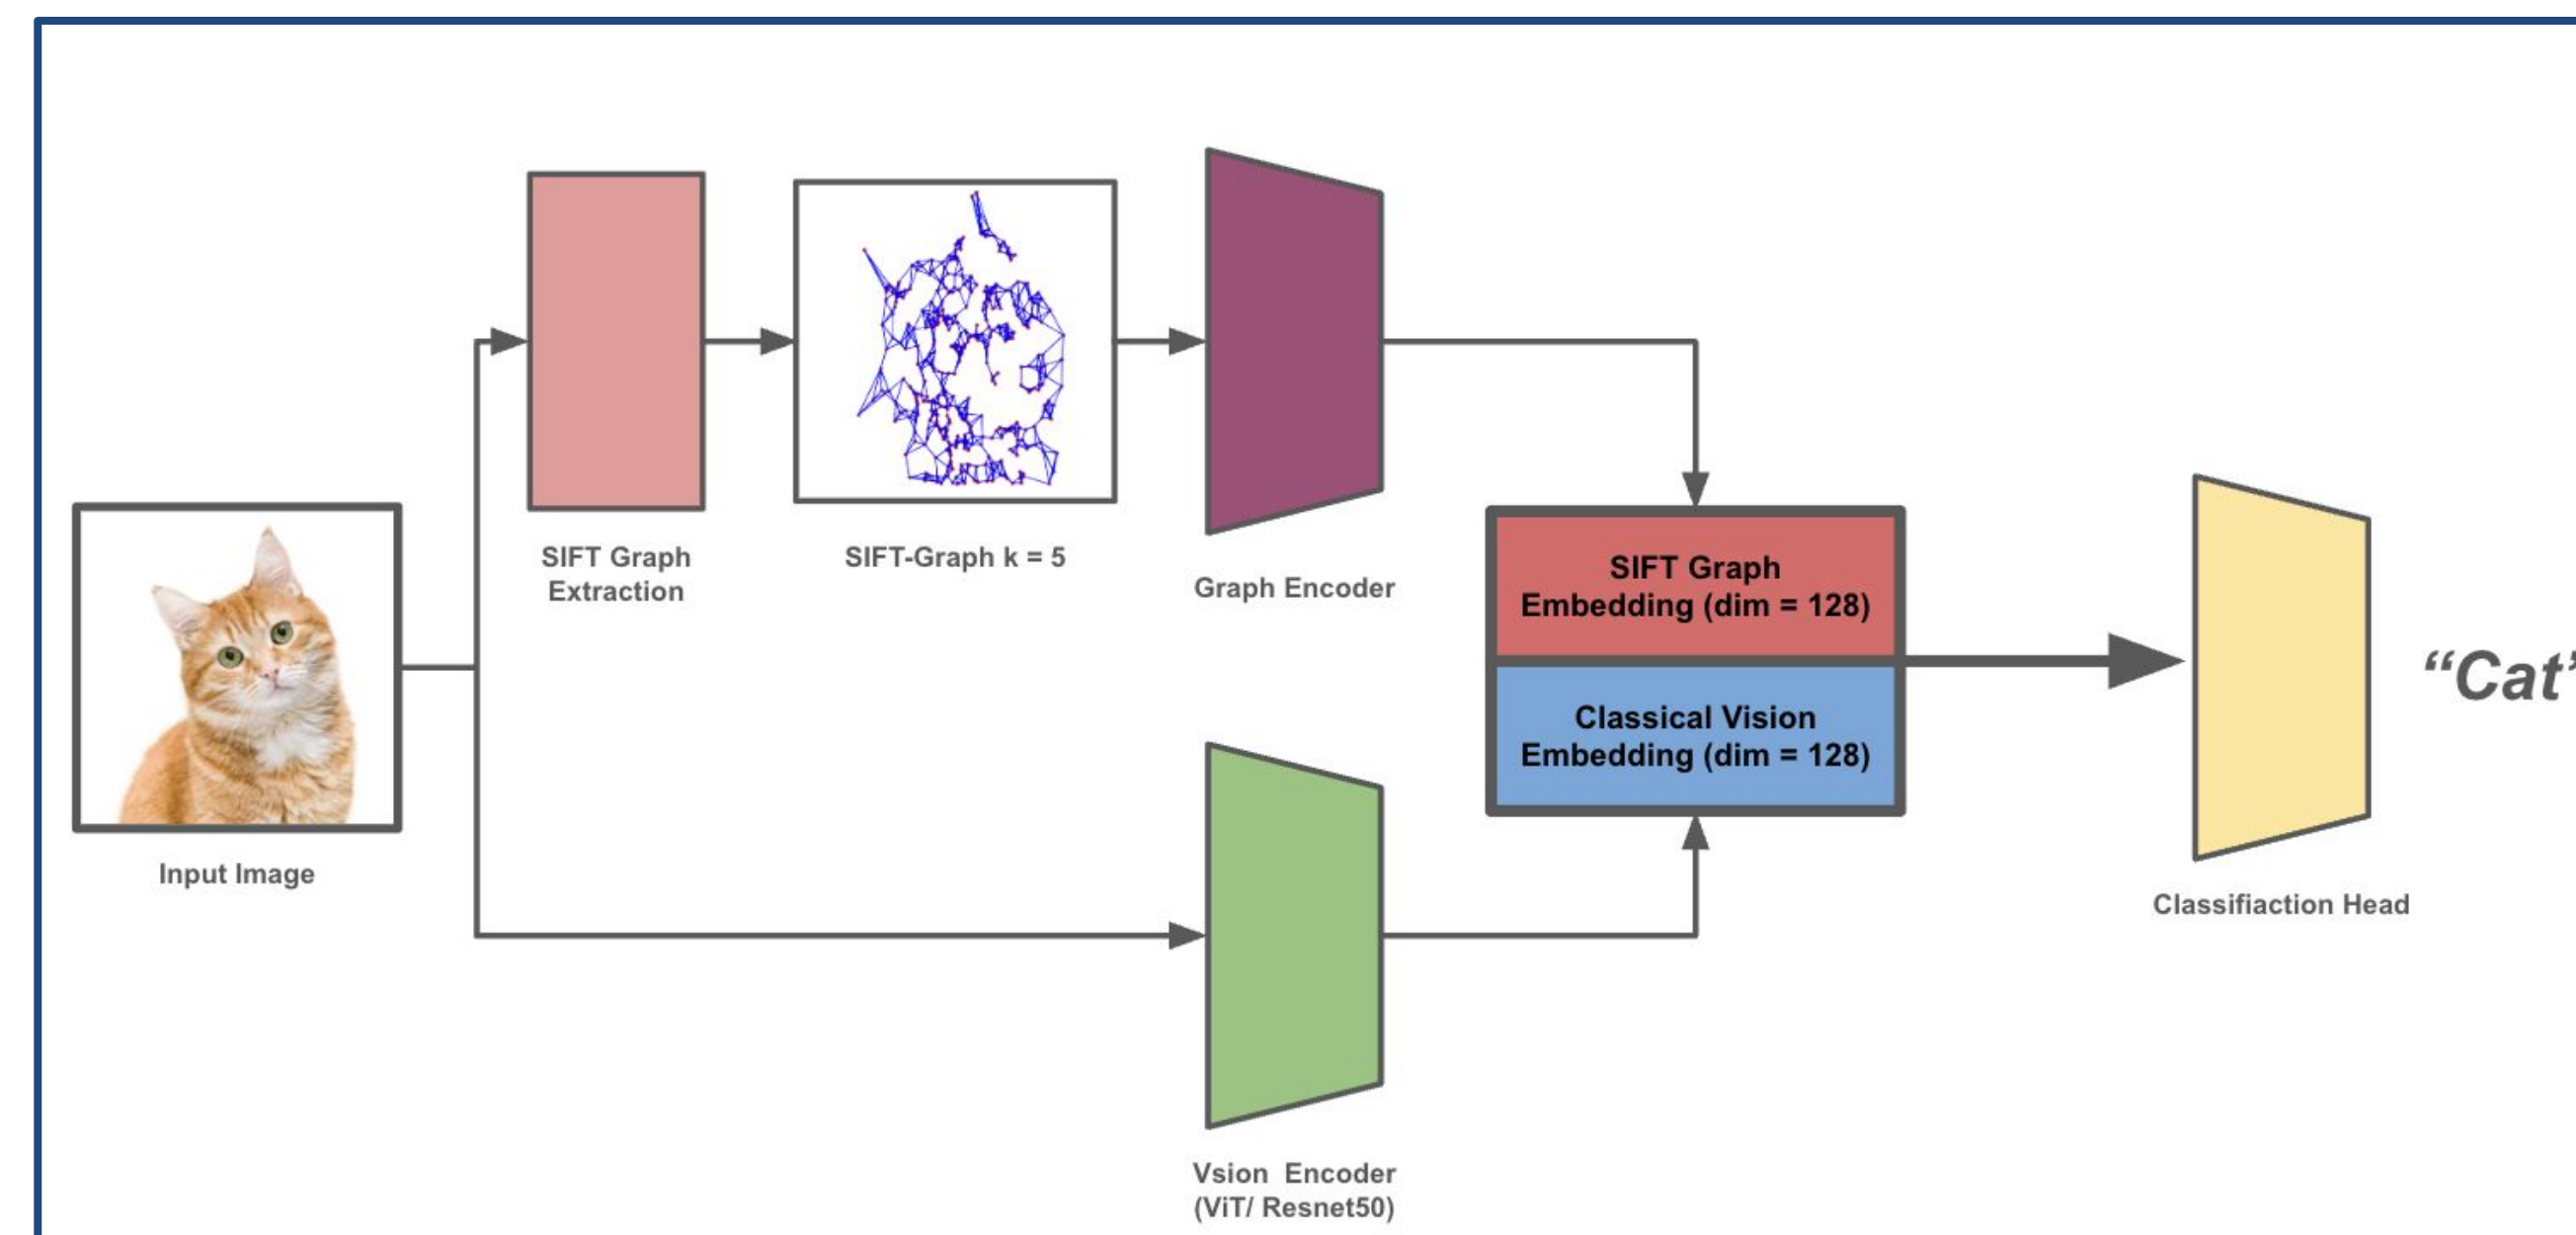 SIFT Graph
Extraction
SIFT-Graph k = 5
Graph Encoder
SIFT Graph
Embedding (dim = 128)
Classical Vision
Embedding (dim = 128)
“Cat”
Input Image
Classifiaction Head
Vsion Encoder
(ViT/ Resnet50)